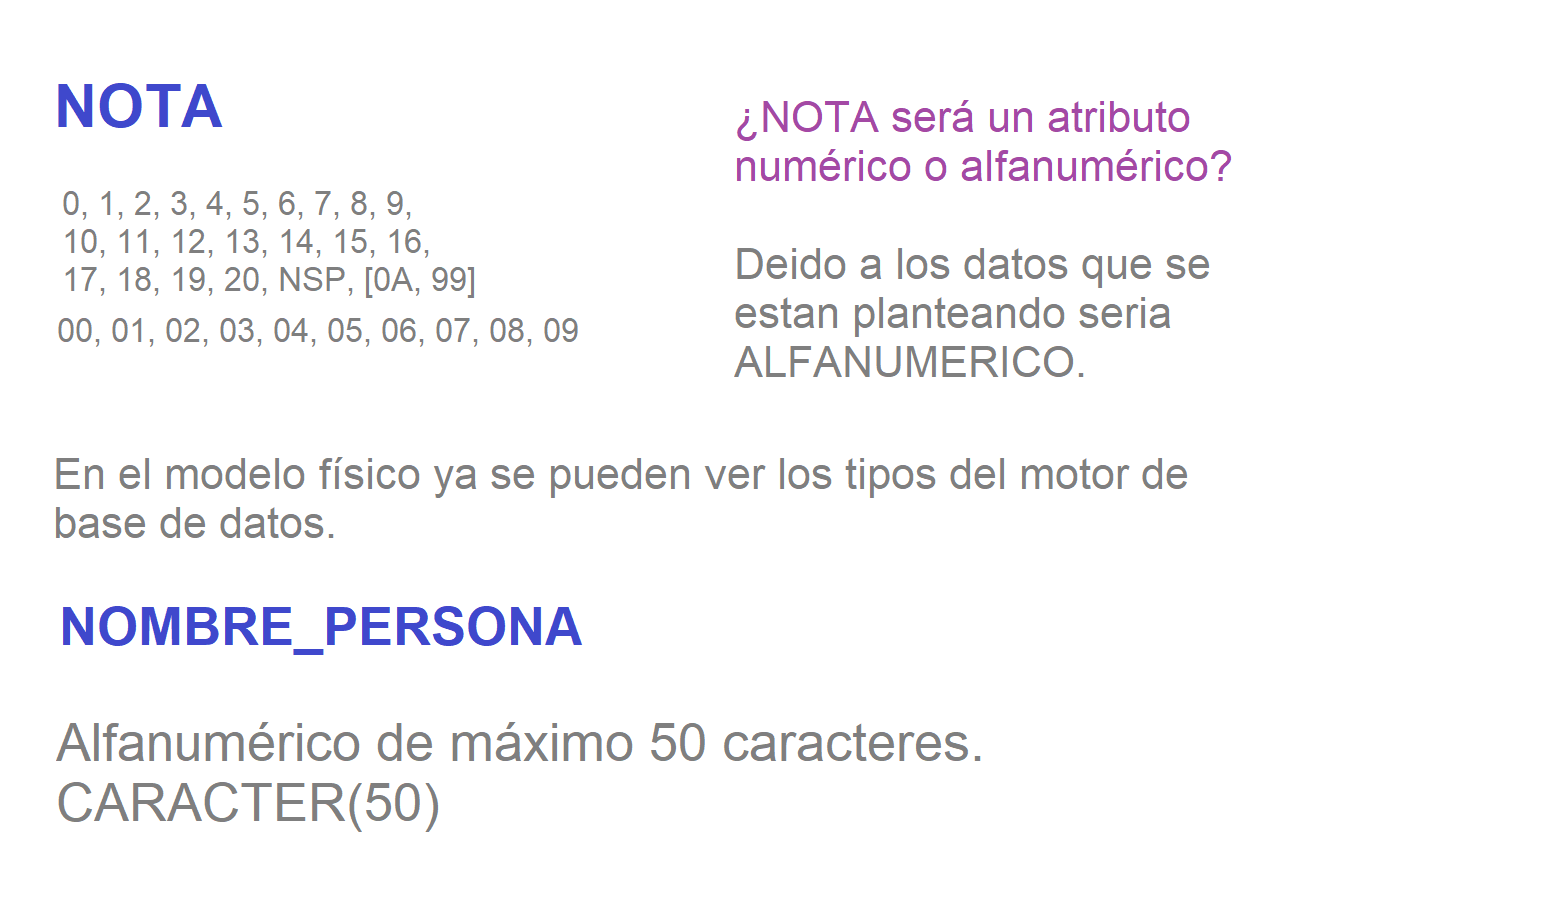 NOTA
0, 1, 2, 3, 4, 5, 6, 7, 8, 9,
10, 11, 12, 13, 14, 15, 16,
17, 18, 19, 20, NSP, [0A, 99]
00, 01, 02, 03, 04, 05, 06, 07, 08, 09
¿NOTA será un atributo
numérico o alfanumérico?
Deido a los datos que se
estan planteando seria
ALFANUMERICO.
En el modelo físico ya se pueden ver los tipos del motor de
base de datos.
NOMBRE_PERSONA
Alfanumérico de máximo 50 caracteres.
CARACTER(50)